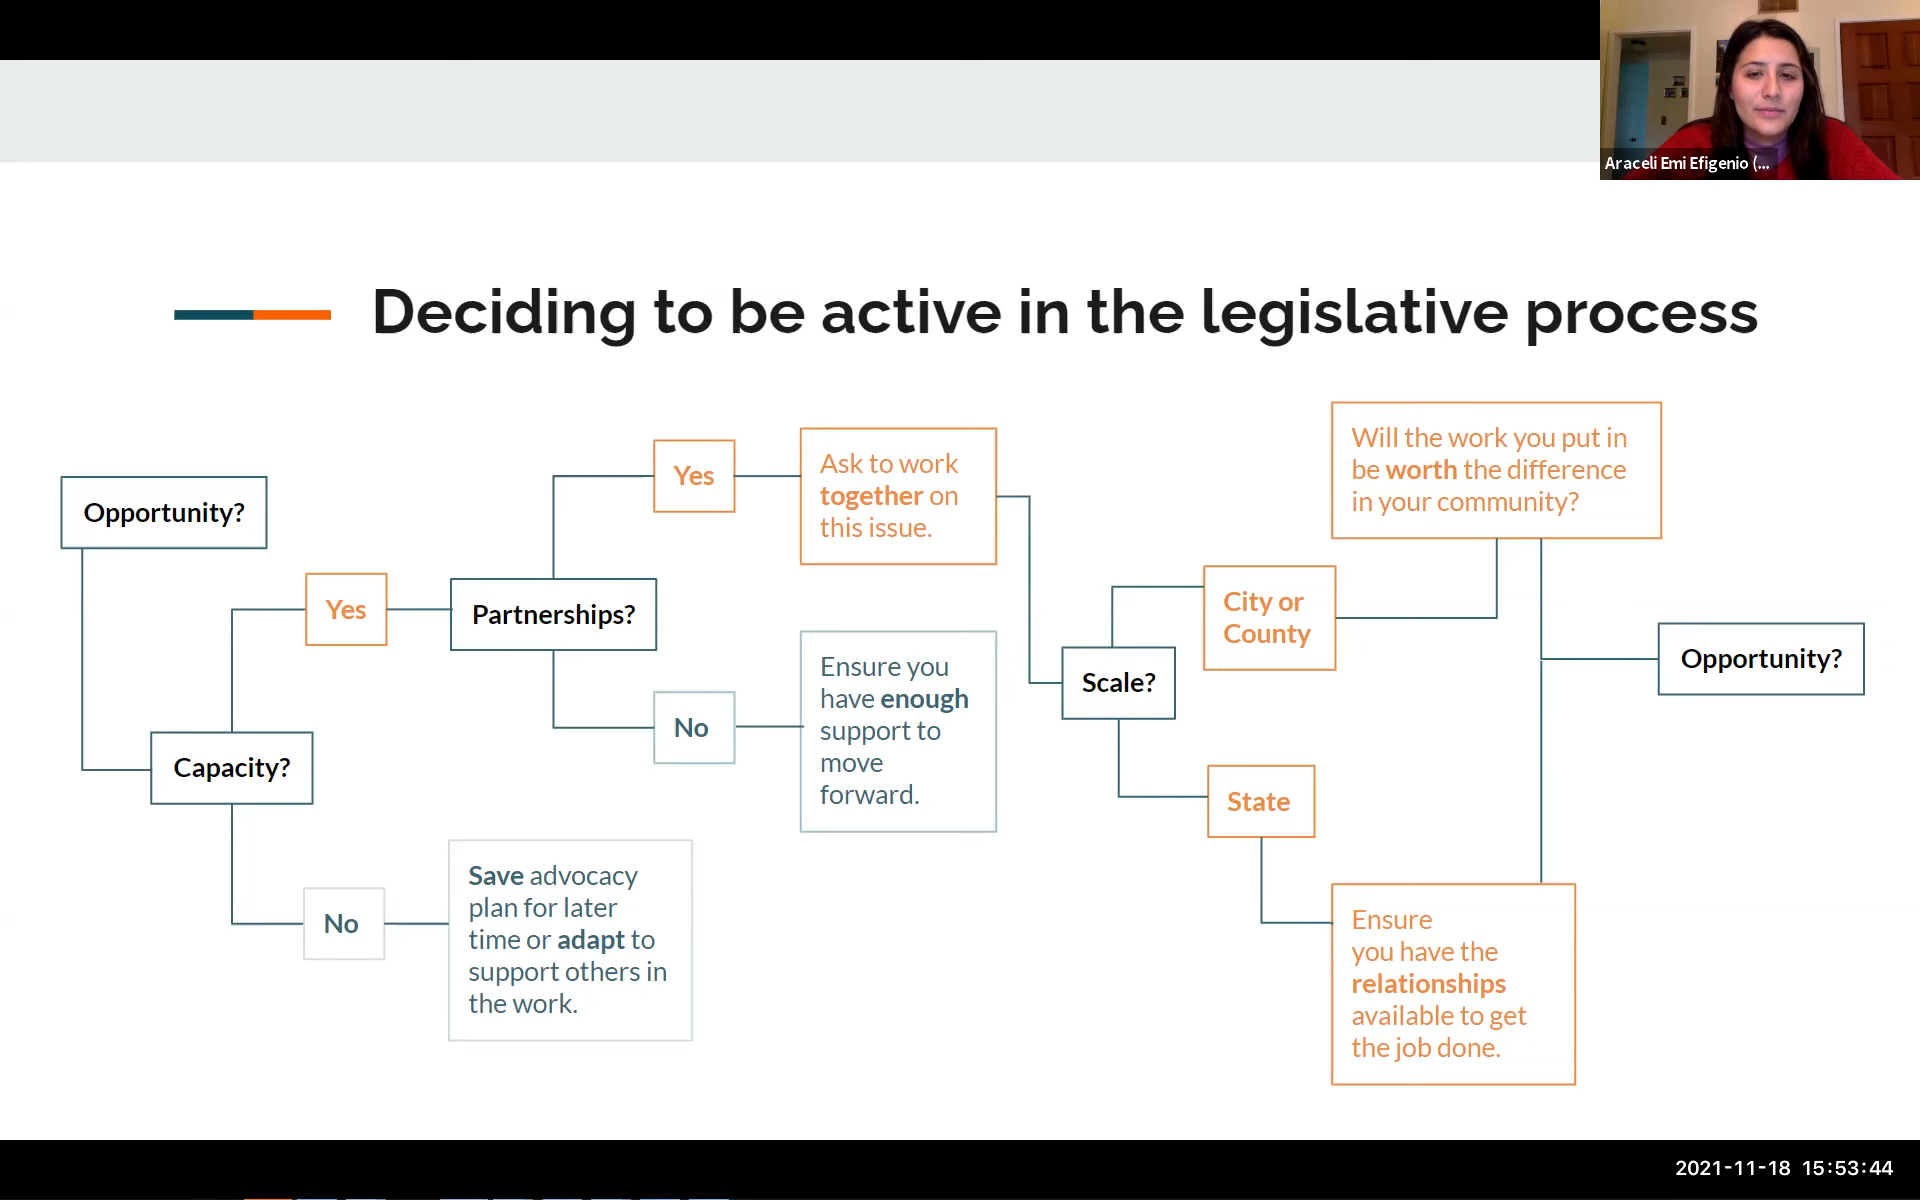 Araceli Emi Efigenio (...
Deciding to be active in the legislative process
Opportunity?
Capacity?
Yes
No
Save advocacy
plan for later
time or adapt to
support others in
the work.
Partnerships?
Yes
Ask to work
together on
this issue.
No
Ensure you
have enough
support to
move
forward.
Scale?
City or
County
Will the work you put in
be worth the difference
in your community?
State
Ensure
you have the
relationships
available to get
the job done.
Opportunity?
2021-11-18 15:53:44